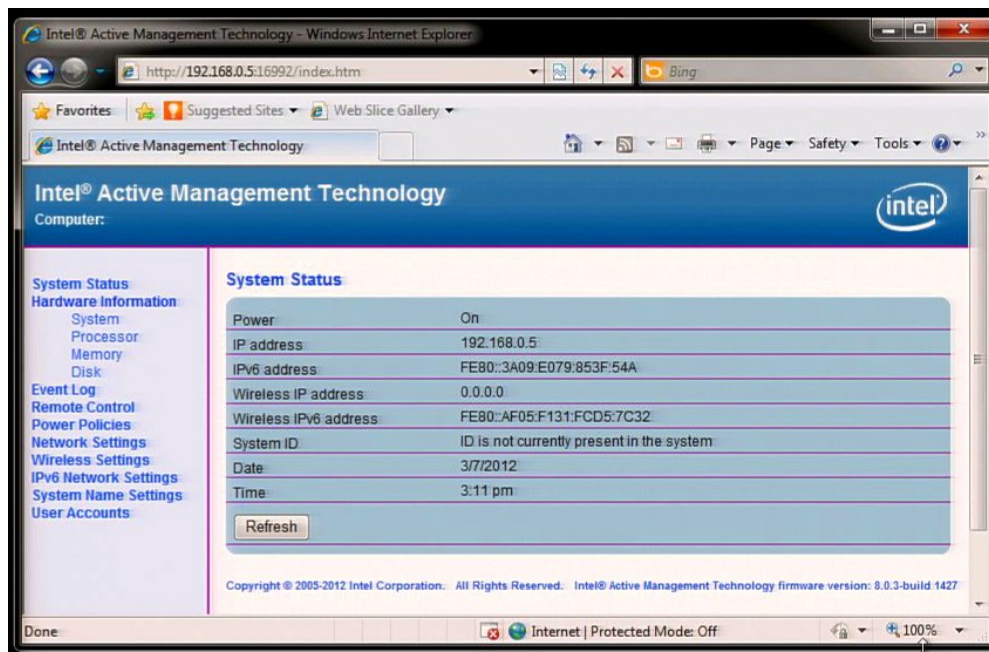 Intel® Active Management Technology - Windows Internet Explorer
http://192.168.0.5:16992/index.htm
Bing
Favorites Suggested Sites Web Slice Gallery
Intel® Active Management Technology
Page Safety Tools
Intel® Active Management Technology
Computer:
intel
System Status
Hardware Information
System
Processor
Memory
Disk
Event Log
Remote Control
Power Policies
Network Settings
Wireless Settings
IPv6 Network Settings
System Name Settings
User Accounts
System Status
Power On
IP address 192.168.0.5
IPv6 address FE80::3A09:E079:853F:54A
Wireless IP address 0.0.0.0
Wireless IPv6 address FE80::AF05:F131:FCD5:7C32
System ID ID is not currently present in the system
Date 3/7/2012
Time 3:11 pm
Refresh
Copyright © 2005-2012 Intel Corporation. All Rights Reserved. Intel® Active Management Technology firmware version: 8.0.3-build 1427
Done Internet | Protected Mode: Off 100%